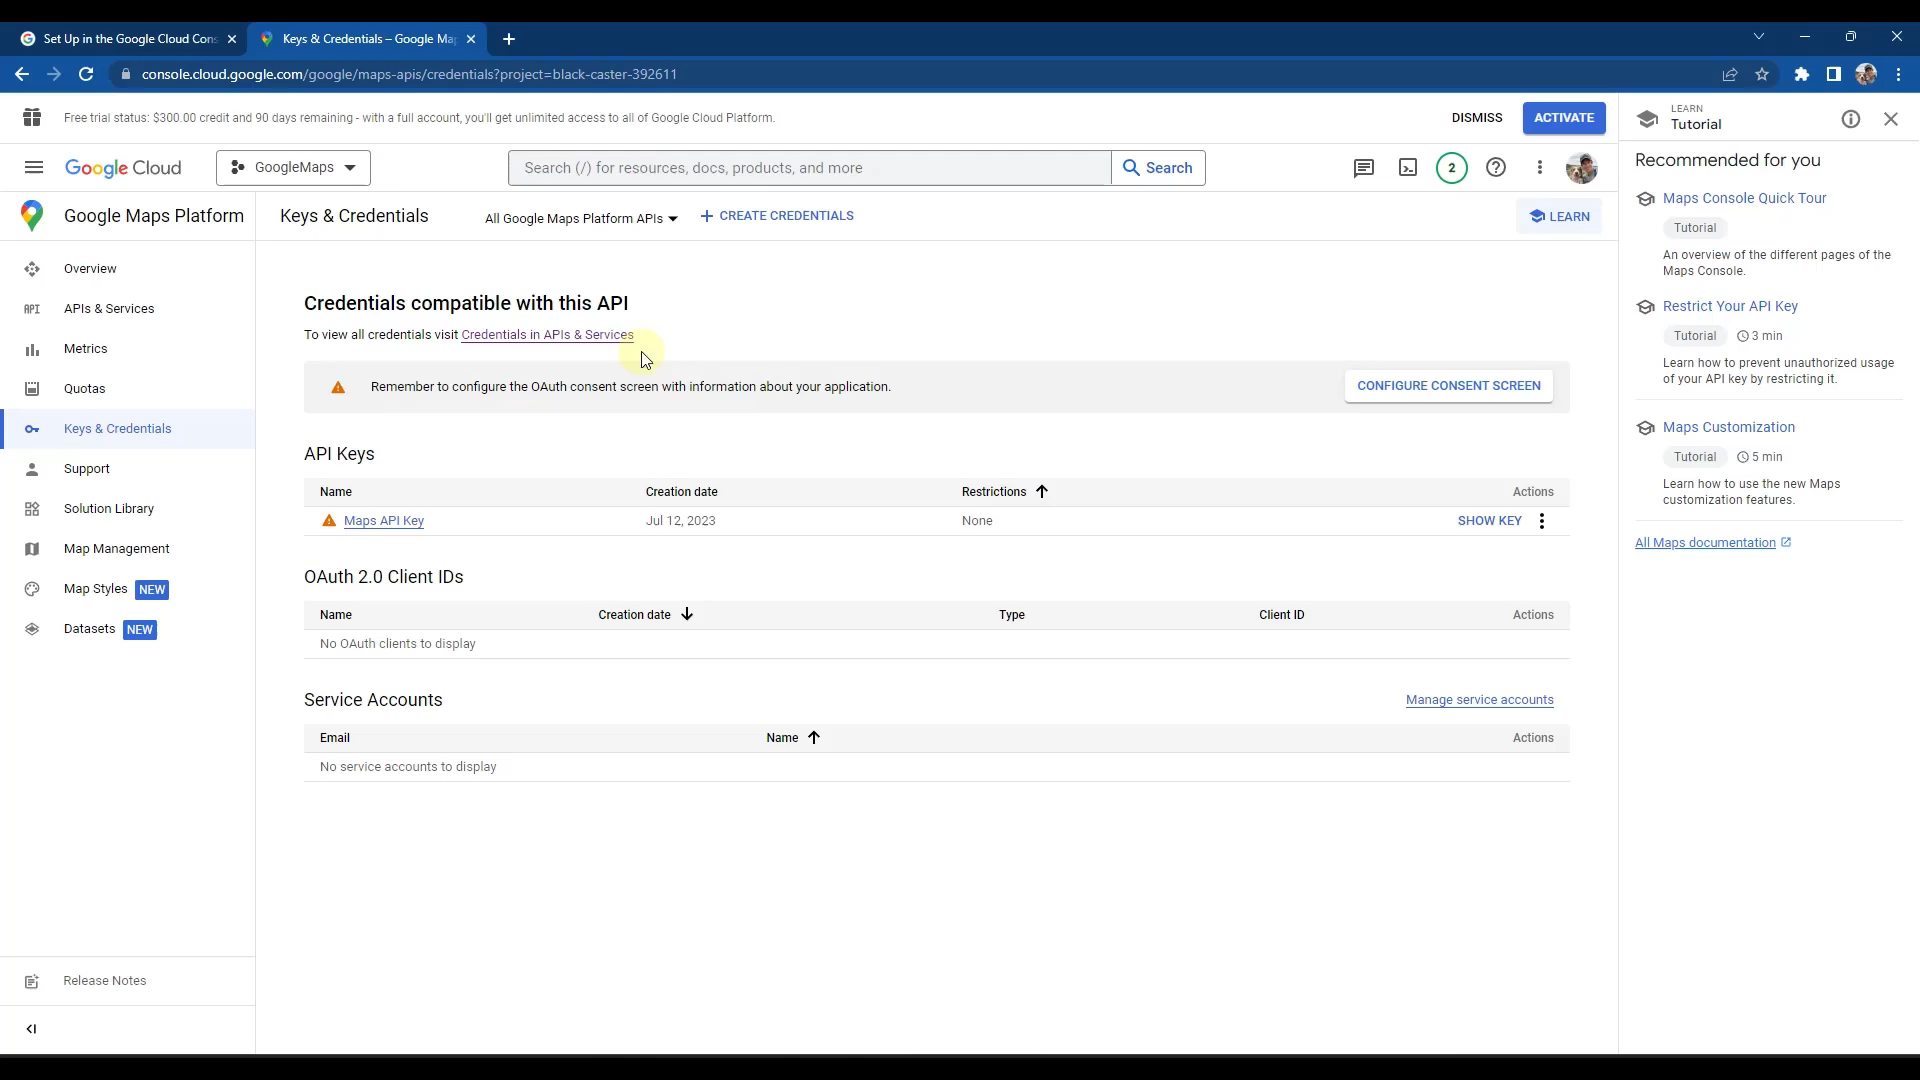 Set Up in the Google Cloud Cons
Keys & Credentials – Google Map
console.cloud.google.com/google/maps-apis/credentials?project=black-caster-392611
Free trial status: $300.00 credit and 90 days remaining - with a full account, you'll get unlimited access to all of Google Cloud Platform.
DISMISS
ACTIVATE
LEARN
Tutorial
Google Cloud
GoogleMaps
Search (/) for resources, docs, products, and more
Search
2
Google Maps Platform
Keys & Credentials
All Google Maps Platform APIs
CREATE CREDENTIALS
LEARN
Overview
API
APIs & Services
Metrics
Quotas
Keys & Credentials
Support
Solution Library
Map Management
Map Styles NEW
Datasets NEW
Release Notes
Credentials compatible with this API
To view all credentials visit Credentials in APIs & Services
Remember to configure the OAuth consent screen with information about your application.
CONFIGURE CONSENT SCREEN
API Keys
Name Creation date Restrictions Actions
Maps API Key Jul 12, 2023 None SHOW KEY
OAuth 2.0 Client IDs
Name Creation date Type Client ID Actions
No OAuth clients to display
Service Accounts
Manage service accounts
Email Name Actions
No service accounts to display
Recommended for you
Maps Console Quick Tour
Tutorial
An overview of the different pages of the
Maps Console.
Restrict Your API Key
Tutorial 3 min
Learn how to prevent unauthorized usage
of your API key by restricting it.
Maps Customization
Tutorial 5 min
Learn how to use the new Maps
customization features.
All Maps documentation